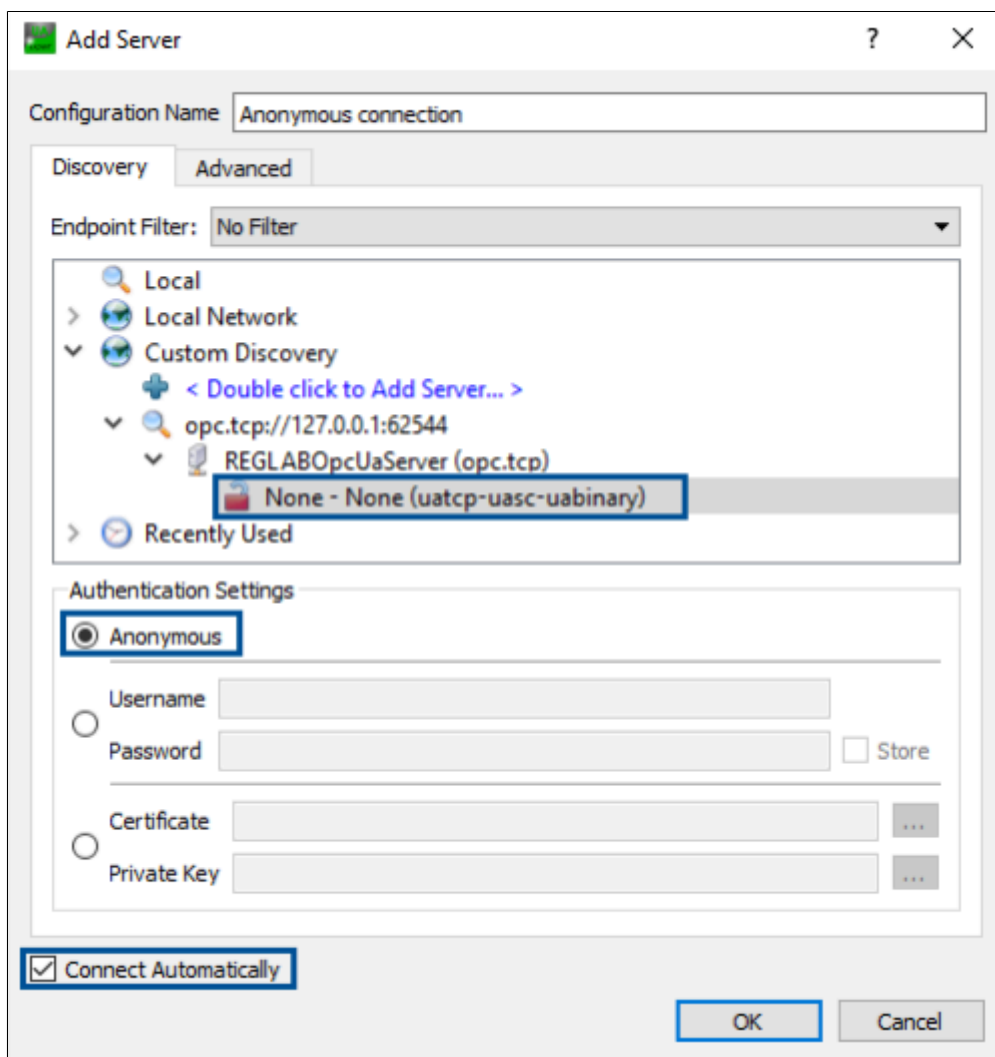 Add Server
?
Configuration Name Anonymous connection
Discovery Advanced
Endpoint Filter: No Filter
Local
Local Network
Custom Discovery
< Double click to Add Server... >
opc.tcp://127.0.0.1:62544
REGLABOpcUaServer (opc.tcp)
None - None (uatcp-uasc-uabinary)
Recently Used
Authentication Settings
Anonymous
Username
Password Store
Certificate ...
Private Key ...
Connect Automatically
OK Cancel